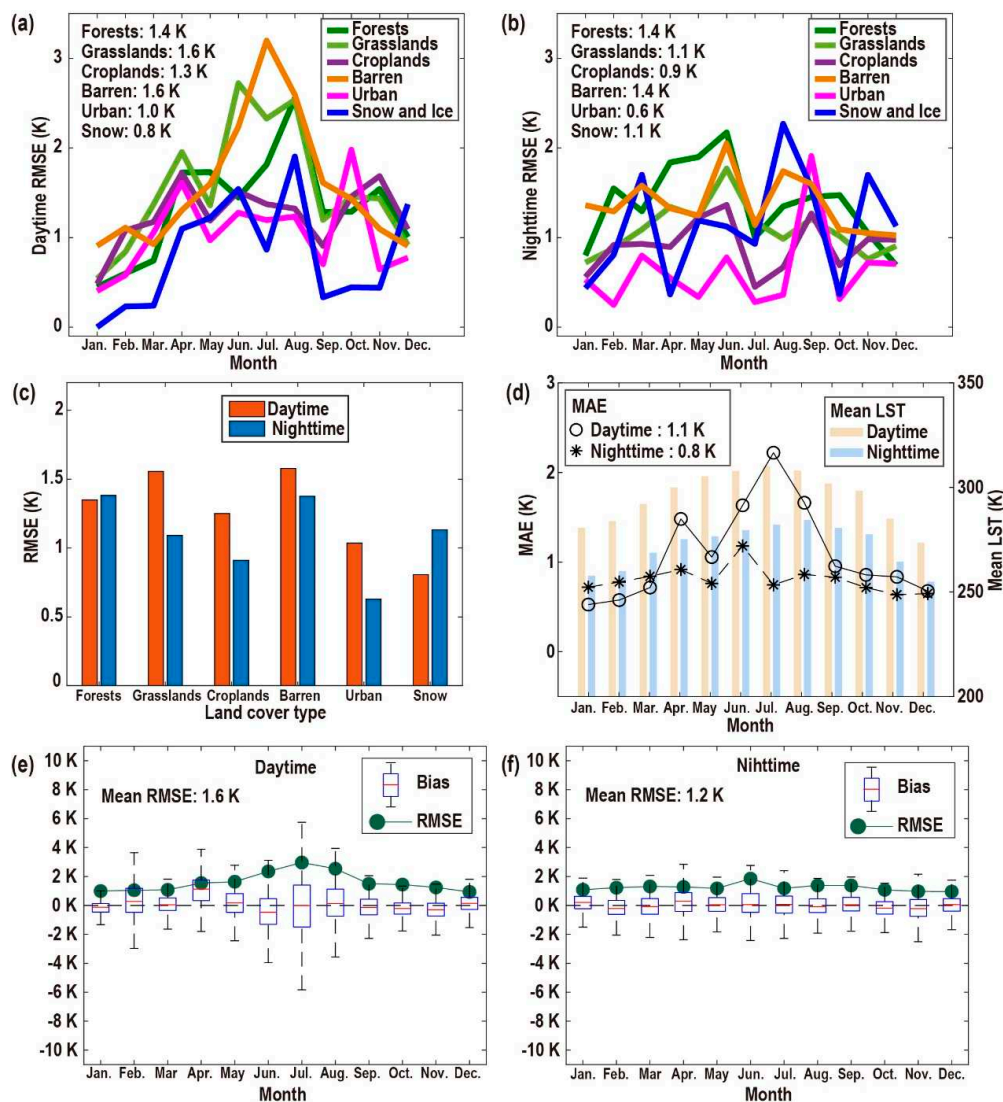 (a)
Forests: 1.4 K
Grasslands: 1.6 K
Croplands: 1.3 K
Barren: 1.6 K
Urban: 1.0 K
Snow: 0.8 K
Forests
Grasslands
Croplands
Barren
Urban
Snow and Ice
Daytime RMSE (K)
3
2
1
0
Jan. Feb. Mar. Apr. May Jun. Jul. Aug. Sep. Oct. Nov. Dec.
Month
(b)
Forests: 1.4 K
Grasslands: 1.1 K
Croplands: 0.9 K
Barren: 1.4 K
Urban: 0.6 K
Snow: 1.1 K
Forests
Grasslands
Croplands
Barren
Urban
Snow and Ice
Nighttime RMSE (K)
3
2
1
0
Jan. Feb. Mar. Apr. May Jun. Jul. Aug. Sep. Oct. Nov. Dec.
Month
(c)
Daytime
Nighttime
RMSE (K)
2
1.5
1
0.5
0
Forests Grasslands Croplands Barren Urban Snow
Land cover type
(d)
MAE
Daytime : 1.1 K
Nighttime : 0.8 K
Mean LST
Daytime
Nighttime
MAE (K)
3
2
1
0
Mean LST (K)
350
300
250
200
Jan. Feb. Mar. Apr. May Jun. Jul. Aug. Sep. Oct. Nov. Dec.
Month
(e)
Daytime
Mean RMSE: 1.6 K
Bias
RMSE
10 K
8 K
6 K
4 K
2 K
0 K
-2 K
-4 K
-6 K
-8 K
-10 K
Jan. Feb. Mar Apr. May Jun. Jul. Aug. Sep. Oct. Nov. Dec.
Month
(f)
Nihttime
Mean RMSE: 1.2 K
Bias
RMSE
10 K
8 K
6 K
4 K
2 K
0 K
-2 K
-4 K
-6 K
-8 K
-10 K
Jan. Feb. Mar. Apr. May Jun. Jul. Aug. Sep. Oct. Nov. Dec.
Month